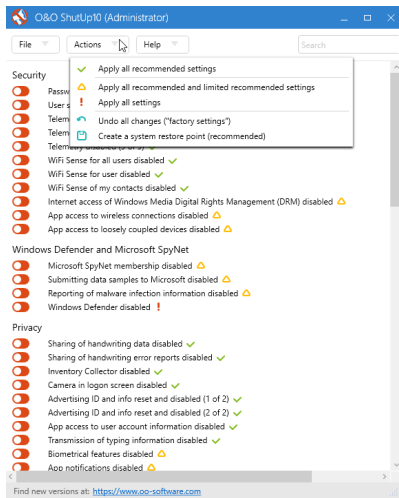 O&O ShutUp10 (Administrator)
File
Actions
Help
Search
Apply all recommended settings
Apply all recommended and limited recommended settings
Apply all settings
Undo all changes ("factory settings")
Create a system restore point (recommended)
Security
Passw
User s
Telem
Telem
Telemetry disabled (3 of 3)
WiFi Sense for all users disabled
WiFi Sense for user disabled
WiFi Sense of my contacts disabled
Internet access of Windows Media Digital Rights Management (DRM) disabled
App access to wireless connections disabled
App access to loosely coupled devices disabled
Windows Defender and Microsoft SpyNet
Microsoft SpyNet membership disabled
Submitting data samples to Microsoft disabled
Reporting of malware infection information disabled
Windows Defender disabled
Privacy
Sharing of handwriting data disabled
Sharing of handwriting error reports disabled
Inventory Collector disabled
Camera in logon screen disabled
Advertising ID and info reset and disabled (1 of 2)
Advertising ID and info reset and disabled (2 of 2)
App access to user account information disabled
Transmission of typing information disabled
Biometrical features disabled
App notifications disabled
Find new versions at: https://www.oo-software.com